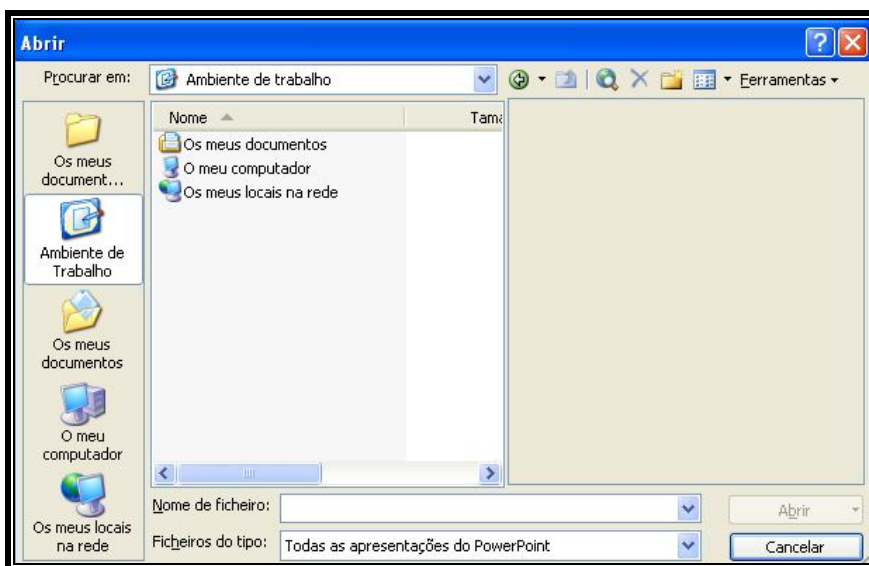 Abrir
Procurar em:
Ambiente de trabalho
Ferramentas
Os meus
document...
Ambiente de
Trabalho
Os meus
documentos
O meu
computador
Os meus locais
na rede
Nome
Tama
Os meus documentos
O meu computador
Os meus locais na rede
Nome de ficheiro:
Abrir
Ficheiros do tipo:
Todas as apresentações do PowerPoint
Cancelar